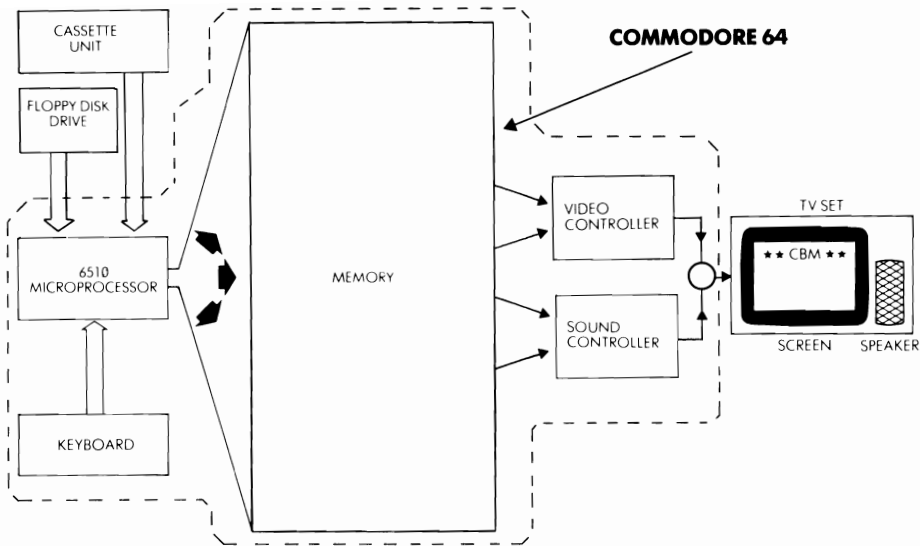 CASSETTE
UNIT
COMMODORE 64
FLOPPY DISK
DRIVE
6510
MICROPROCESSOR
MEMORY
VIDEO
CONTROLLER
TV SET
★★ CBM ★★
SOUND
CONTROLLER
SCREEN
SPEAKER
KEYBOARD